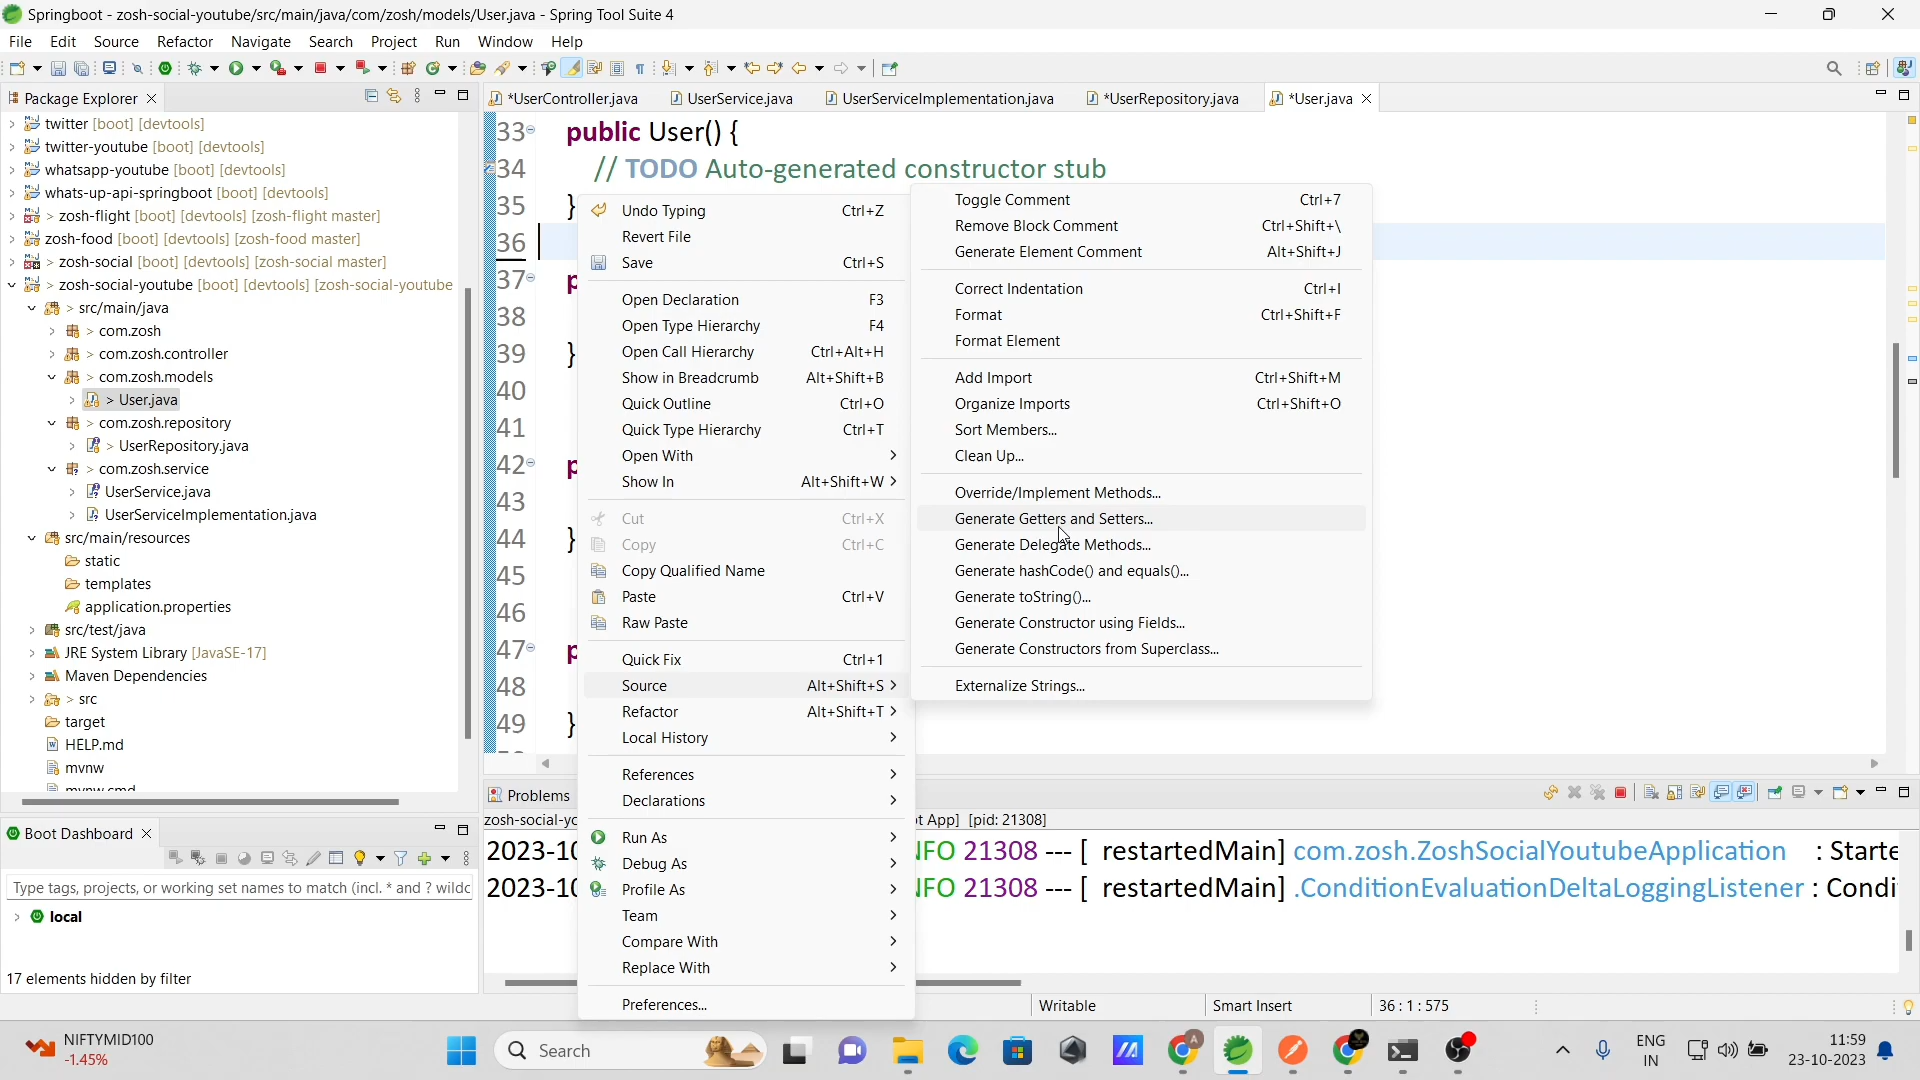 Springboot - zosh-social-youtube/src/main/java/com/zosh/models/User.java - Spring Tool Suite 4
File Edit Source Refactor Navigate Search Project Run Window Help
Package Explorer
twitter [boot] [devtools]
twitter-youtube [boot] [devtools]
whatsapp-youtube [boot] [devtools]
whats-up-api-springboot [boot] [devtools]
> zosh-flight [boot] [devtools] [zosh-flight master]
zosh-food [boot] [devtools] [zosh-food master]
> zosh-social [boot] [devtools] [zosh-social master]
> zosh-social-youtube [boot] [devtools] [zosh-social-youtube
> src/main/java
> com.zosh
> com.zosh.controller
> com.zosh.models
> User.java
> com.zosh.repository
> UserRepository.java
> com.zosh.service
UserService.java
UserServiceImplementation.java
src/main/resources
static
templates
application.properties
src/test/java
JRE System Library [JavaSE-17]
Maven Dependencies
> src
target
HELP.md
mvnw
mvnw.cmd
Boot Dashboard
Type tags, projects, or working set names to match (incl. * and ? wildc
local
17 elements hidden by filter
*UserController.java UserService.java UserServiceImplementation.java *UserRepository.java *User.java
33 public User() {
34 // TODO Auto-generated constructor stub
35 }
36
37 p
38
39 }
40
41
42 p
43
44 }
45
46
47 p
48
49 }
Undo Typing Ctrl+Z
Revert File
Save Ctrl+S
Open Declaration F3
Open Type Hierarchy F4
Open Call Hierarchy Ctrl+Alt+H
Show in Breadcrumb Alt+Shift+B
Quick Outline Ctrl+O
Quick Type Hierarchy Ctrl+T
Open With
Show In Alt+Shift+W
Cut Ctrl+X
Copy Ctrl+C
Copy Qualified Name
Paste Ctrl+V
Raw Paste
Quick Fix Ctrl+1
Source Alt+Shift+S
Refactor Alt+Shift+T
Local History
References
Declarations
Run As
Debug As
Profile As
Team
Compare With
Replace With
Preferences...
Toggle Comment Ctrl+7
Remove Block Comment Ctrl+Shift+\
Generate Element Comment Alt+Shift+J
Correct Indentation Ctrl+I
Format Ctrl+Shift+F
Format Element
Add Import Ctrl+Shift+M
Organize Imports Ctrl+Shift+O
Sort Members...
Clean Up...
Override/Implement Methods...
Generate Getters and Setters...
Generate Delegate Methods...
Generate hashCode() and equals()...
Generate toString()...
Generate Constructor using Fields...
Generate Constructors from Superclass...
Externalize Strings...
Problems
zosh-social-yo t App] [pid: 21308]
2023-10 NFO 21308 --- [ restartedMain] com.zosh.ZoshSocialYoutubeApplication : Starte
2023-10 NFO 21308 --- [ restartedMain] .ConditionEvaluationDeltaLoggingListener : Condi
Writable Smart Insert 36 : 1 : 575
NIFTYMID100
-1.45%
Search
ENG
IN
11:59
23-10-2023